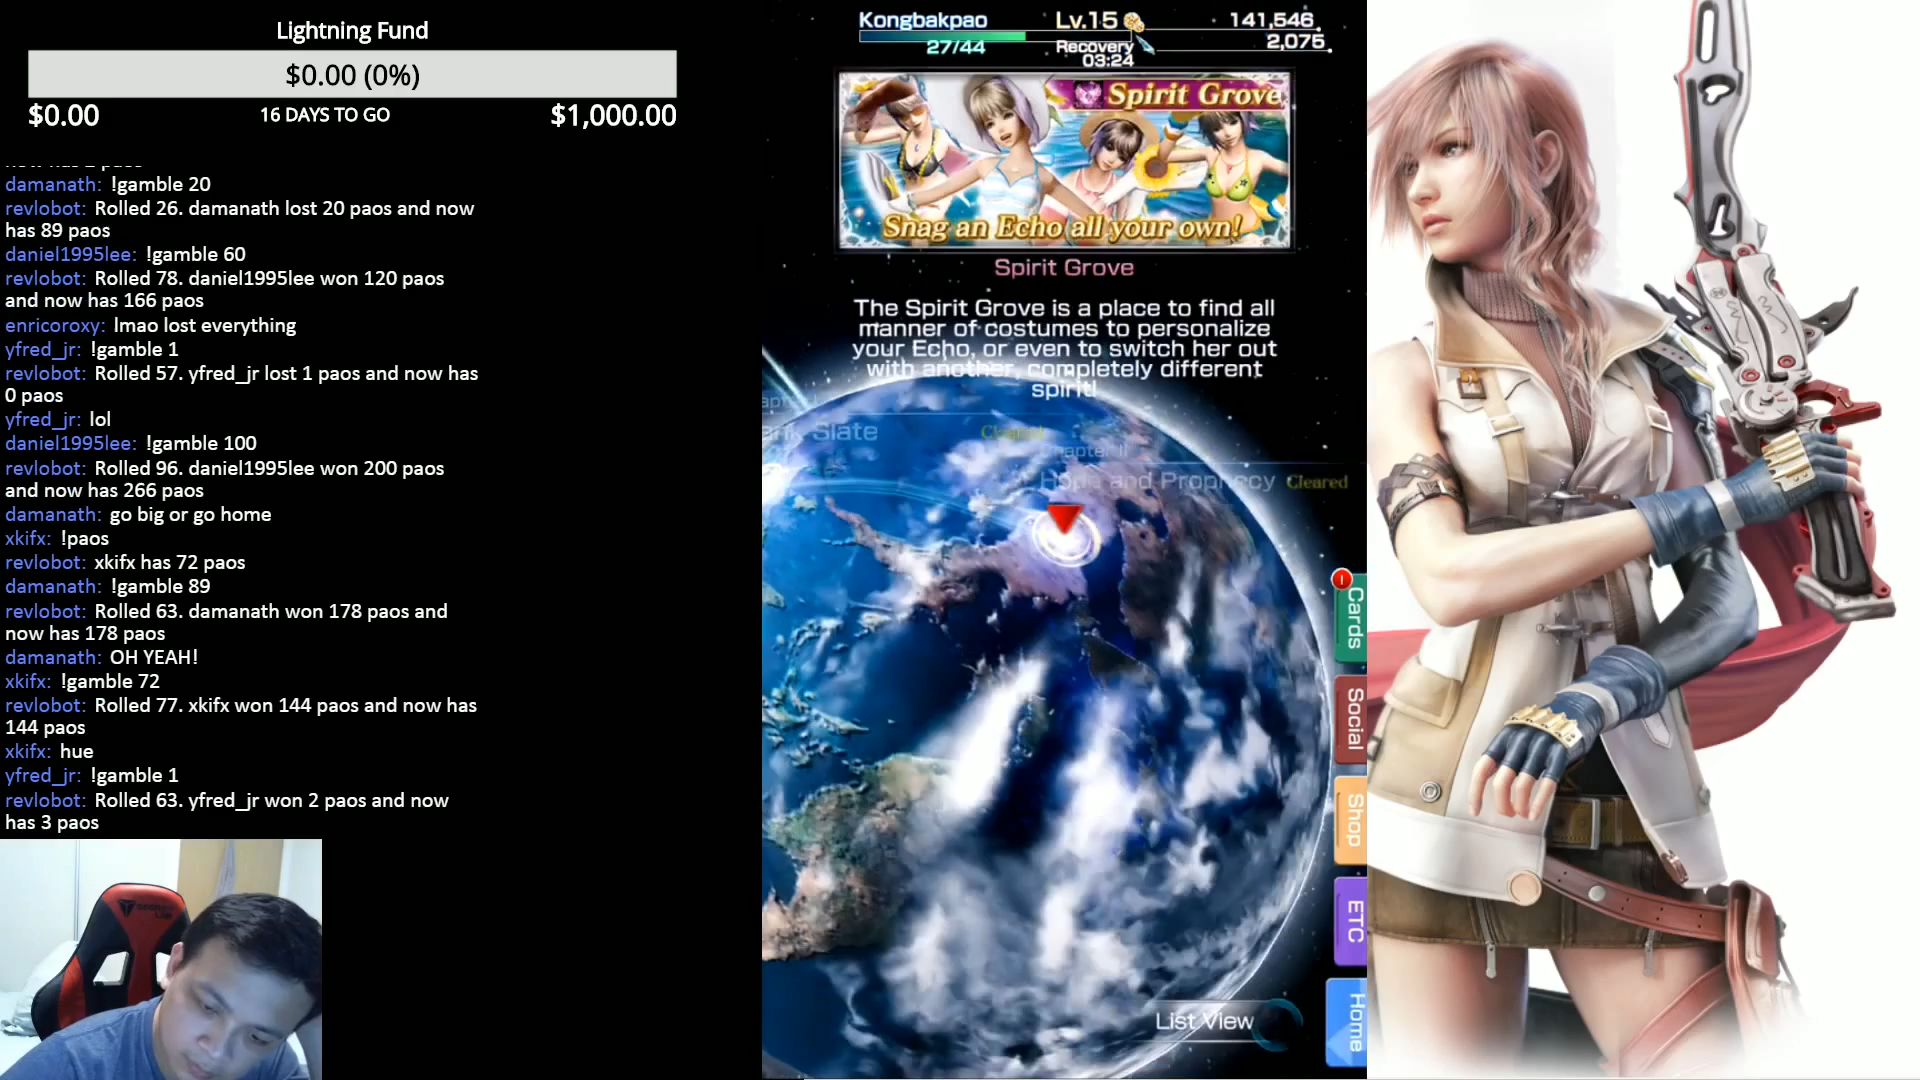 Lightning Fund
$0.00 (0%)
$0.00
16 DAYS TO GO
$1,000.00
damanath: !gamble 20
revlobot: Rolled 26. damanath lost 20 paos and now
has 89 paos
daniel1995lee: !gamble 60
revlobot: Rolled 78. daniel1995lee won 120 paos
and now has 166 paos
enricoroxy: lmao lost everything
yfred_jr: !gamble 1
revlobot: Rolled 57. yfred_jr lost 1 paos and now has
0 paos
yfred_jr: lol
daniel1995lee: !gamble 100
revlobot: Rolled 96. daniel1995lee won 200 paos
and now has 266 paos
damanath: go big or go home
xkifx: !paos
revlobot: xkifx has 72 paos
damanath: !gamble 89
revlobot: Rolled 63. damanath won 178 paos and
now has 178 paos
damanath: OH YEAH!
xkifx: !gamble 72
revlobot: Rolled 77. xkifx won 144 paos and now has
144 paos
xkifx: hue
yfred_jr: !gamble 1
revlobot: Rolled 63. yfred_jr won 2 paos and now
has 3 paos
Kongbakpao
Lv.15
141,546
27/44
Recovery
03:24
2,075
Spirit Grove
Snag an Echo all your own!
Spirit Grove
The Spirit Grove is a place to find all
manner of costumes to personalize
your Echo, or even to switch her out
with another, completely different
spirit!
Slate
Cleared
Chapter II
Hope and Prophecy
Cleared
Cards
Social
Shop
ETC
Home
List View